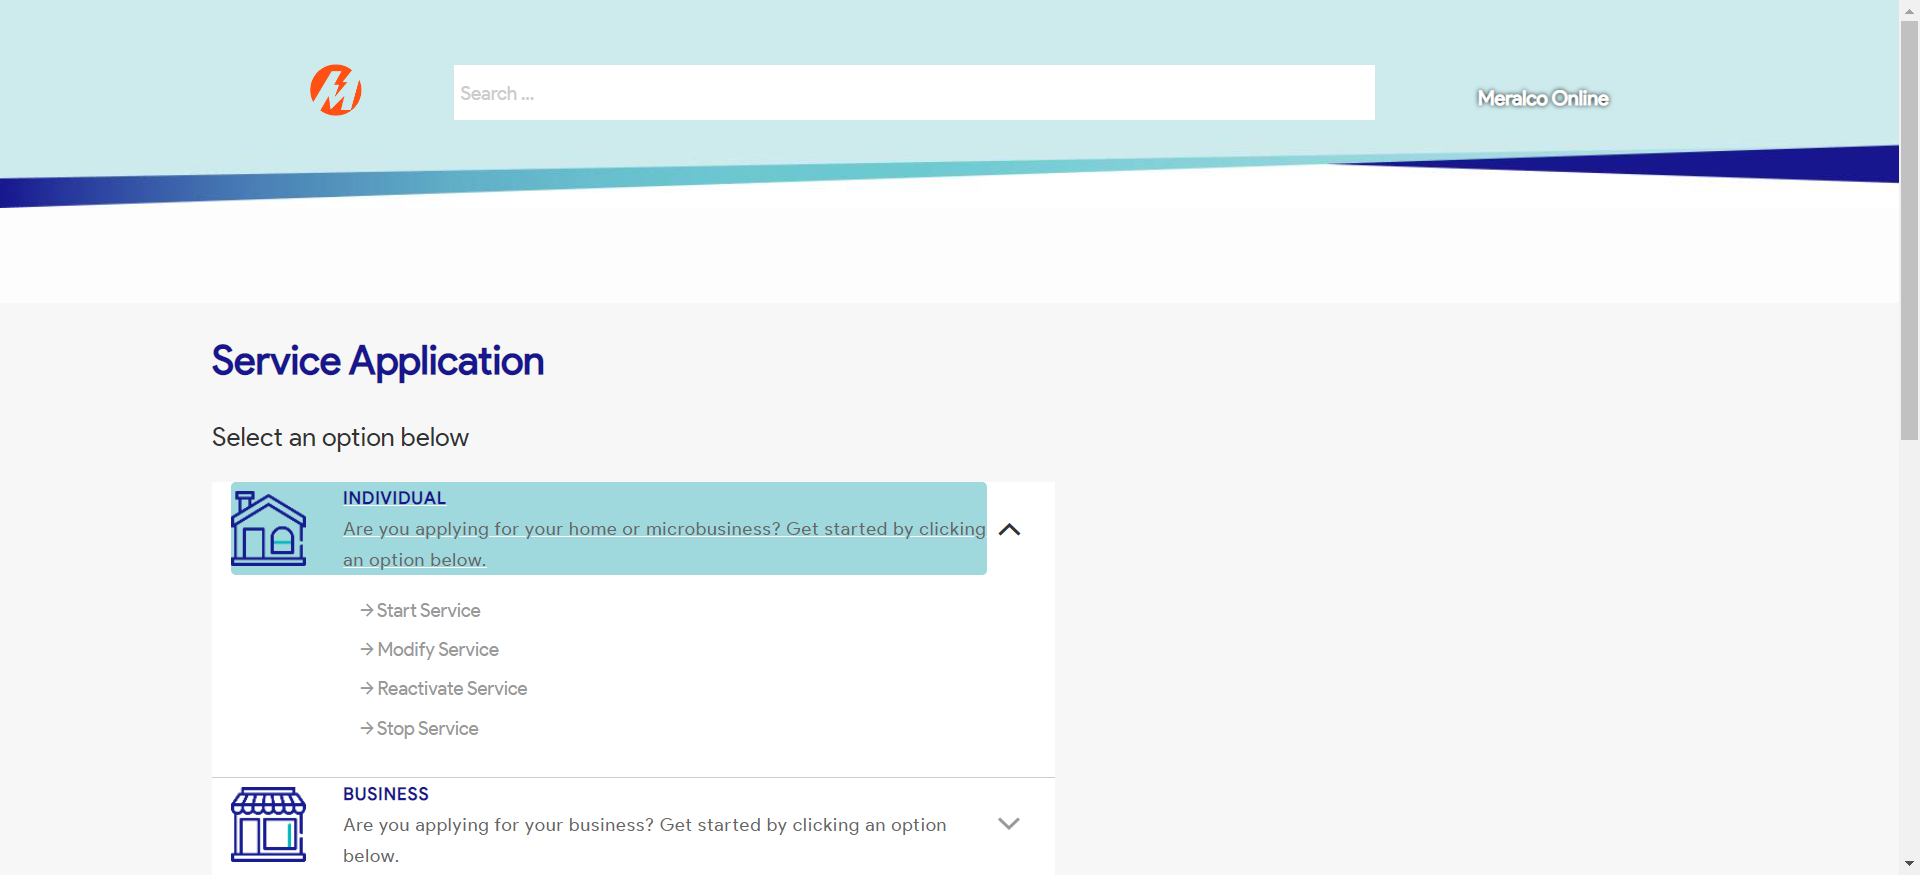 Search ...
Meralco Online
Service Application
Select an option below
INDIVIDUAL
Are you applying for your home or microbusiness? Get started by clicking
an option below.
→ Start Service
→ Modify Service
→ Reactivate Service
→ Stop Service
BUSINESS
Are you applying for your business? Get started by clicking an option
below.